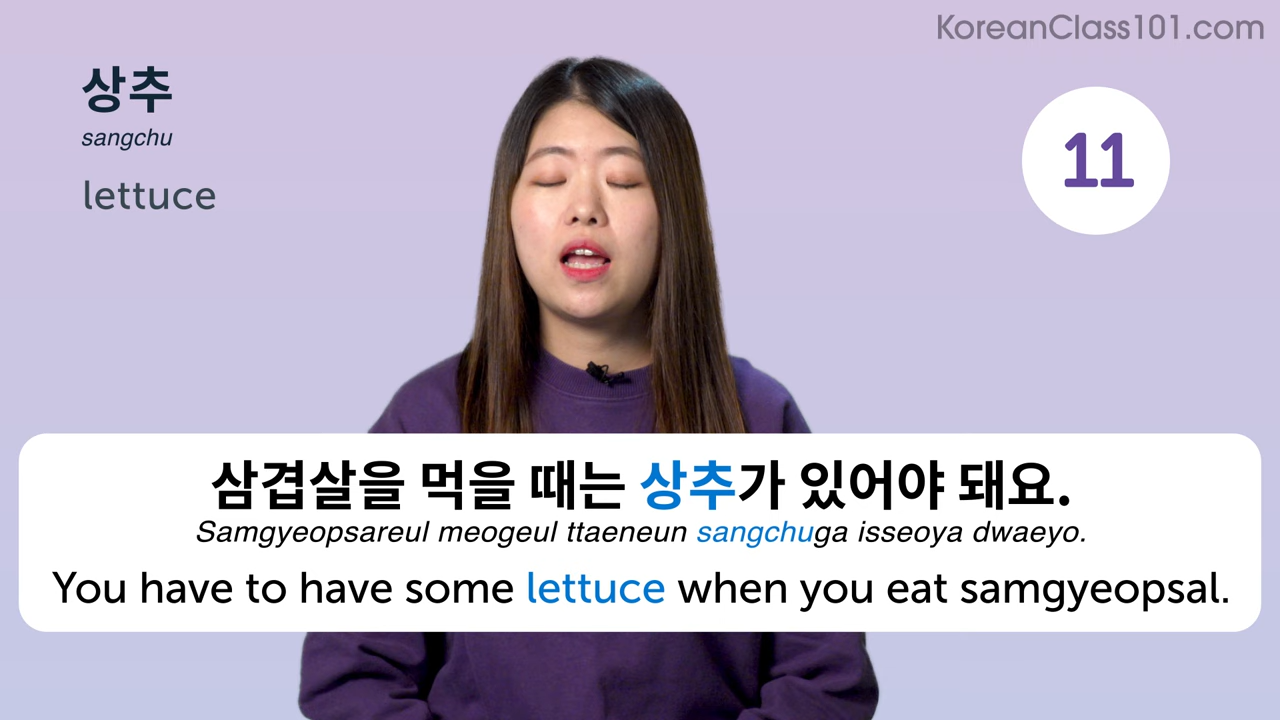 KoreanClass101.com
상추
sangchu
lettuce
11
삼겹살을 먹을 때는 상추가 있어야 돼요.
Samgyeopsareul meogeul ttaeneun sangchuga isseoya dwaeyo.
You have to have some lettuce when you eat samgyeopsal.